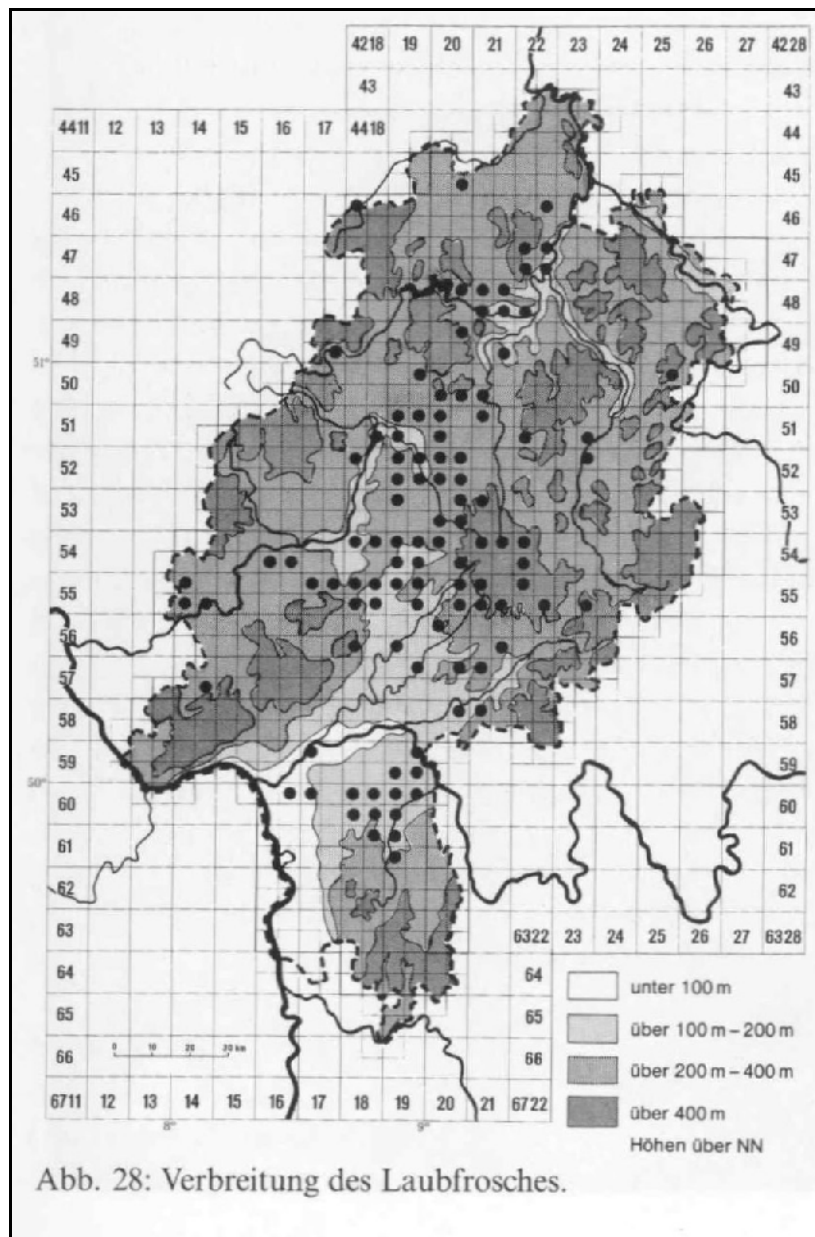 4218 19 20 21 22 23 24 25 26 27 4228
43 43
4411 12 13 14 15 16 17 4418 44
45 45
46 46
47 47
48 48
49 49
51°
50 50
51 51
52 52
53 53
54 54
55 55
56 56
57 57
58 58
59 59
50°
60 60
61 61
62 62
63 6322 23 24 25 26 27 6328
64 64
65 65
66 66
0 10 20 30 km
6711 12 13 14 15 16 17 18 19 20 21 6722
8° 9°
unter 100 m
über 100 m – 200 m
über 200 m – 400 m
über 400 m
Höhen über NN
Abb. 28: Verbreitung des Laubfrosches.